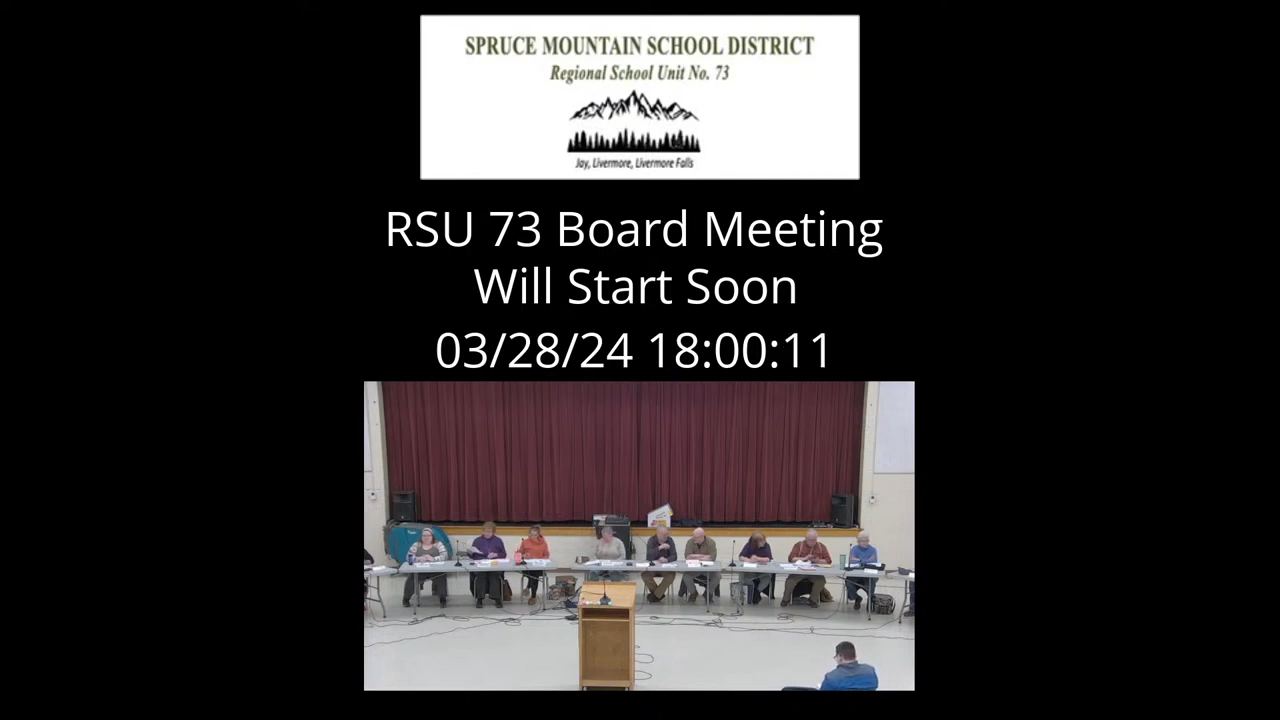 SPRUCE MOUNTAIN SCHOOL DISTRICT
Regional School Unit No. 73
Jay, Livermore, Livermore Falls
RSU 73 Board Meeting
Will Start Soon
03/28/24 18:00:11